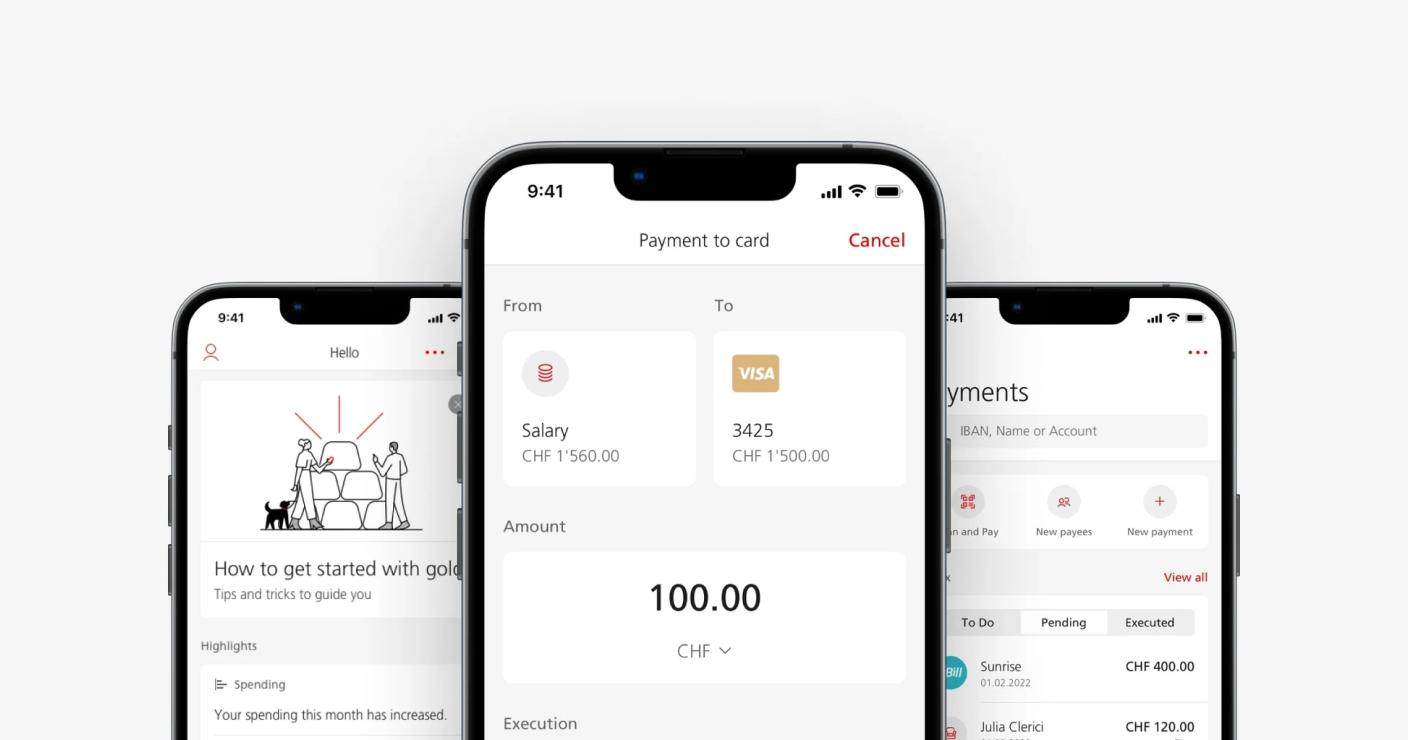 9:41
Hello
How to get started with gold
Tips and tricks to guide you
Highlights
Spending
Your spending this month has increased.
9:41
Payment to card
Cancel
From
To
VISA
Salary
CHF 1'560.00
3425
CHF 1'500.00
Amount
100.00
CHF
Execution
:41
yments
IBAN, Name or Account
n and Pay
New payees
New payment
x
View all
To Do
Pending
Executed
Bill
Sunrise
CHF 400.00
01.02.2022
Julia Clerici
CHF 120.00